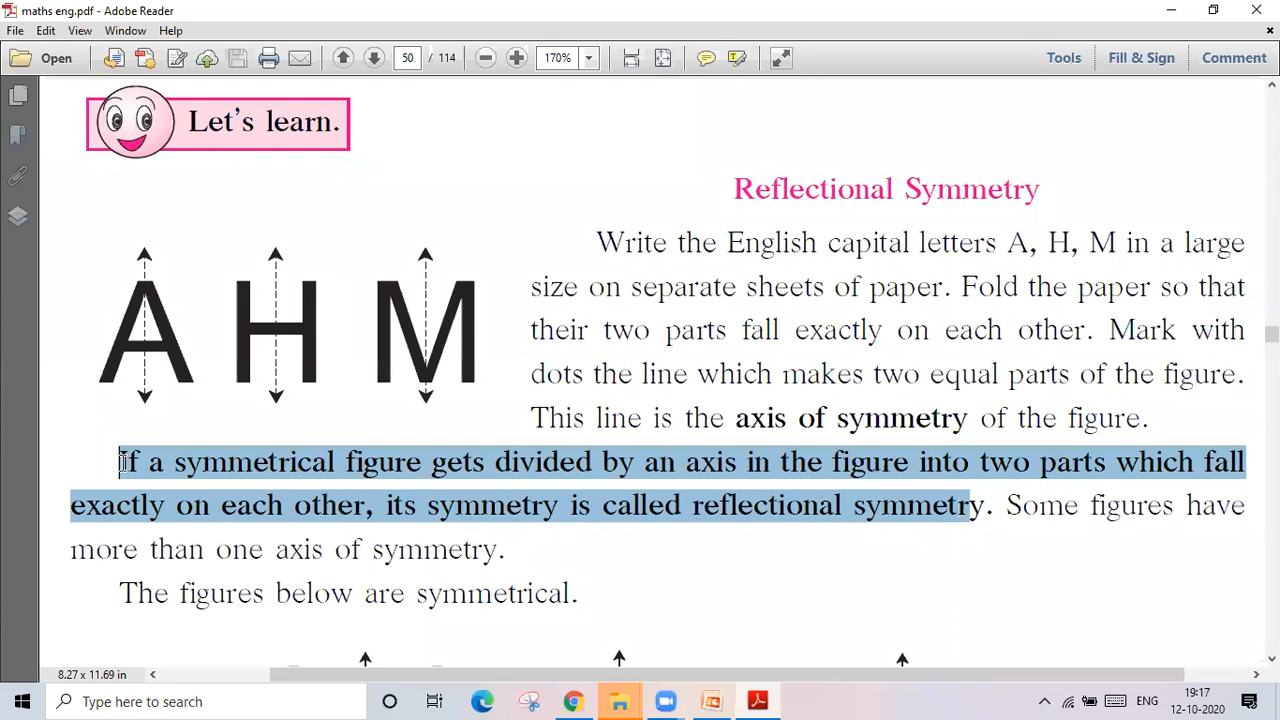 maths eng.pdf - Adobe Reader
File Edit View Window Help
Open 50 / 114 170% Tools Fill & Sign Comment
Let's learn.
Reflectional Symmetry
Write the English capital letters A, H, M in a large
size on separate sheets of paper. Fold the paper so that
their two parts fall exactly on each other. Mark with
dots the line which makes two equal parts of the figure.
This line is the axis of symmetry of the figure.
A H M
If a symmetrical figure gets divided by an axis in the figure into two parts which fall
exactly on each other, its symmetry is called reflectional symmetry. Some figures have
more than one axis of symmetry.
The figures below are symmetrical.
8.27 x 11.69 in
Type here to search
ENG
19:17
12-10-2020